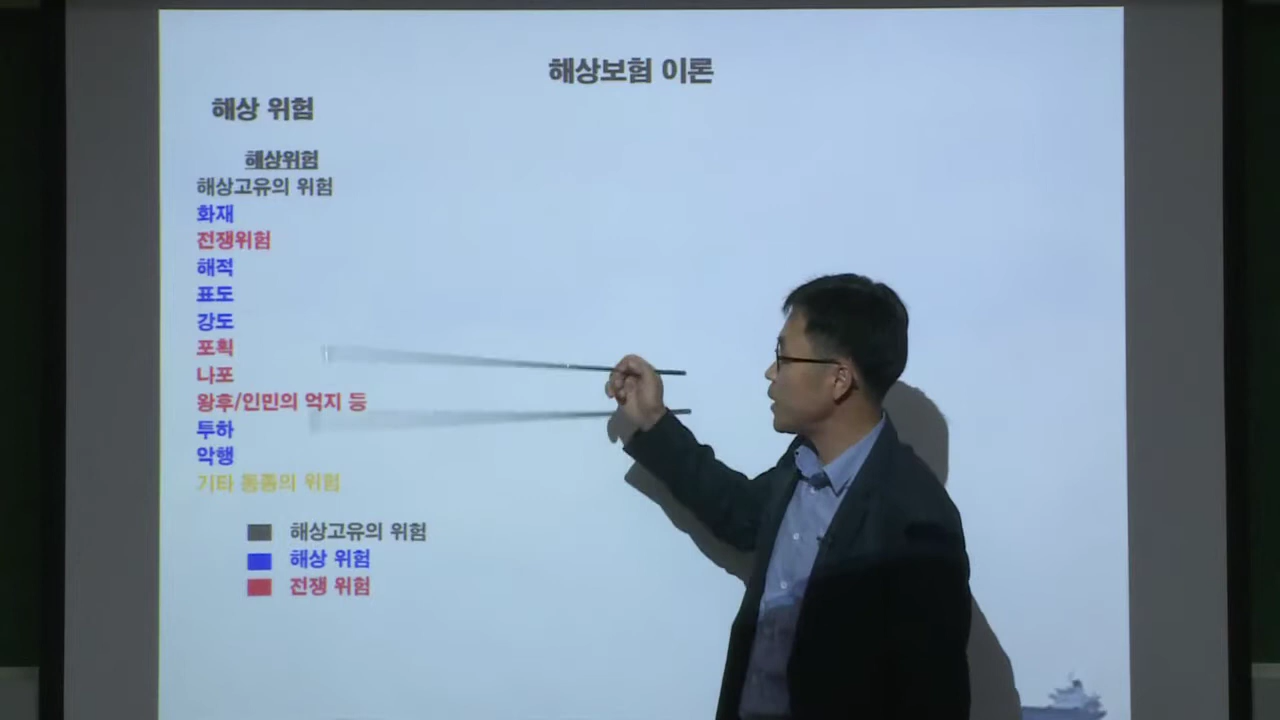 해상보험 이론
해상 위험
해상위험
해상고유의 위험
화재
전쟁위험
해적
표도
강도
포획
나포
왕후/인민의 억지 등
투하
악행
기타 동종의 위험
해상고유의 위험
해상 위험
전쟁 위험